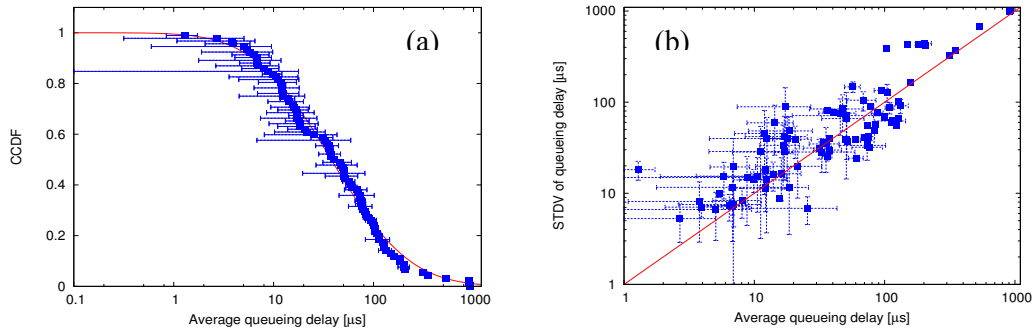 (a)
CCDF
1
0.8
0.6
0.4
0.2
0
0.1 1 10 100 1000
Average queueing delay [μs]
(b)
STDV of queueing delay [μs]
1000
100
10
1
1 10 100 1000
Average queueing delay [μs]